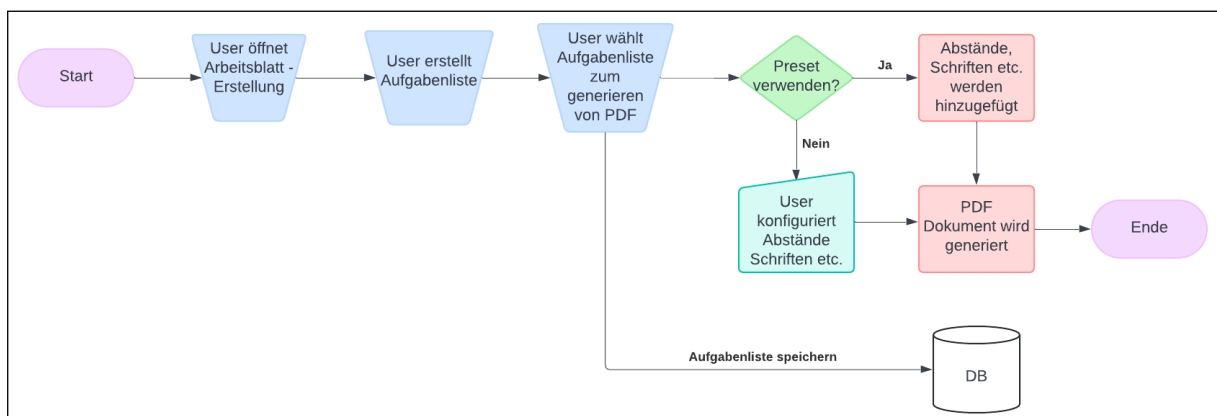 Start
User öffnet
Arbeitsblatt -
Erstellung
User erstellt
Aufgabenliste
User wählt
Aufgabenliste
zum
generieren
von PDF
Preset
verwenden?
Ja
Abstände,
Schriften etc.
werden
hinzugefügt
Nein
User
konfiguriert
Abstände
Schriften etc.
PDF
Dokument wird
generiert
Ende
Aufgabenliste speichern
DB